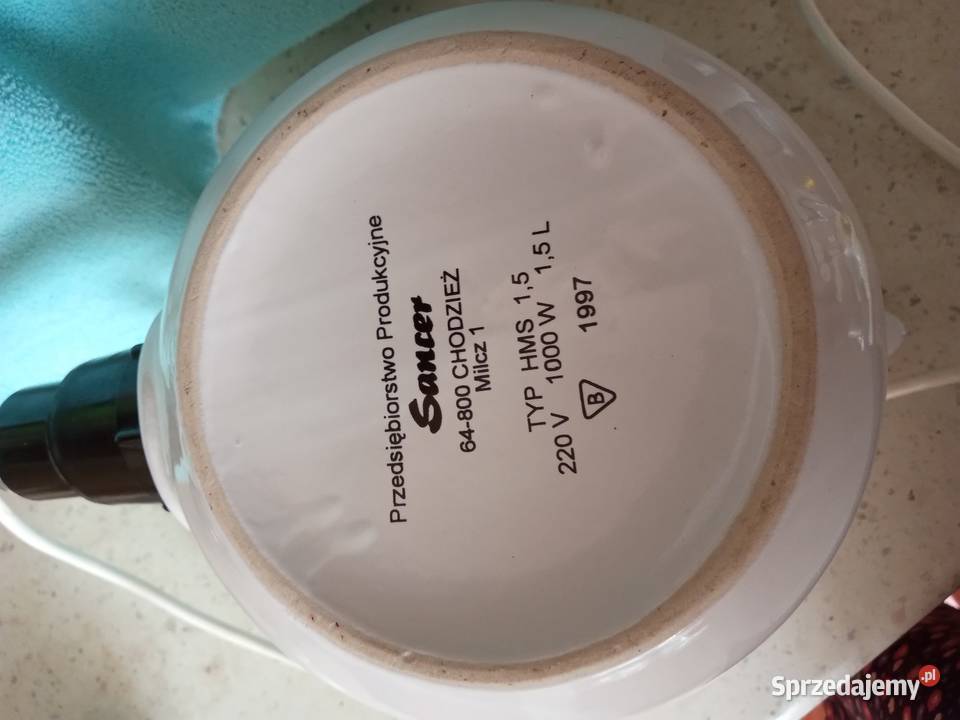 Przedsiębiorstwo Produkcyjne
Sancer
64-800 CHODZIEŻ
Milcz 1
TYP HMS 1,5
220 V 1000 W 1,5 L
B 1997
Sprzedajemy.pl